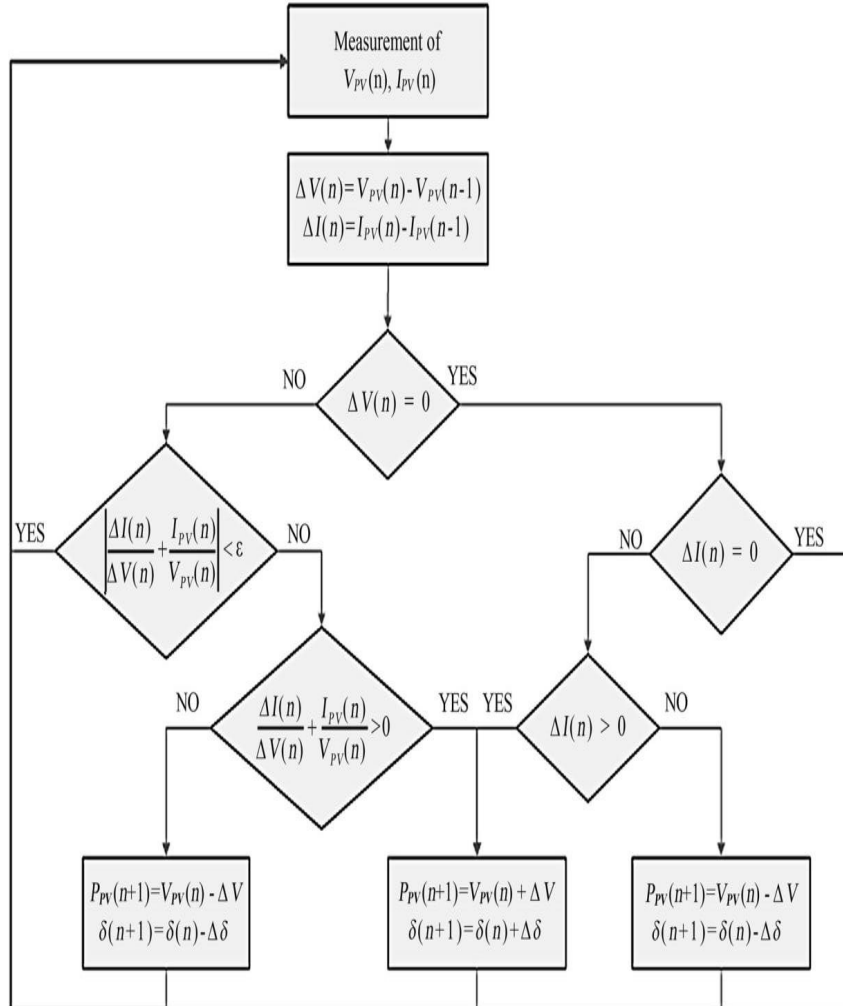 Measurement of
V_PV(n), I_PV(n)
ΔV(n)=V_PV(n)-V_PV(n-1)
ΔI(n)=I_PV(n)-I_PV(n-1)
NO
YES
ΔV(n) = 0
YES
|ΔI(n)/ΔV(n) + I_PV(n)/V_PV(n)| < ε
NO
NO
ΔI(n) = 0
YES
NO
ΔI(n)/ΔV(n) + I_PV(n)/V_PV(n) >0
YES
YES
ΔI(n) > 0
NO
P_PV(n+1)=V_PV(n) - ΔV
δ(n+1)=δ(n)-Δδ
P_PV(n+1)=V_PV(n) + ΔV
δ(n+1)=δ(n)+Δδ
P_PV(n+1)=V_PV(n) - ΔV
δ(n+1)=δ(n)-Δδ